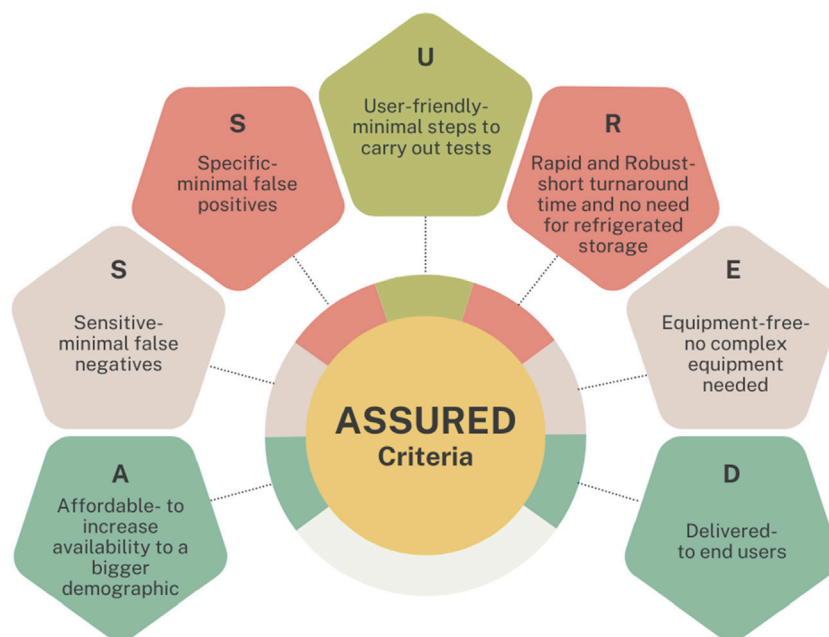 U
User-friendly-
minimal steps to
carry out tests
S
Specific-
minimal false
positives
R
Rapid and Robust-
short turnaround
time and no need
for refrigerated
storage
S
Sensitive-
minimal false
negatives
E
Equipment-free-
no complex
equipment
needed
ASSURED
Criteria
A
Affordable- to
increase
availability to a
bigger
demographic
D
Delivered-
to end users